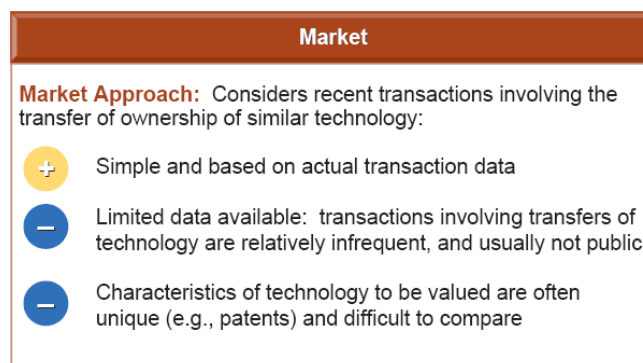 Market
Market Approach: Considers recent transactions involving the
transfer of ownership of similar technology:
+ Simple and based on actual transaction data
– Limited data available: transactions involving transfers of
technology are relatively infrequent, and usually not public
– Characteristics of technology to be valued are often
unique (e.g., patents) and difficult to compare